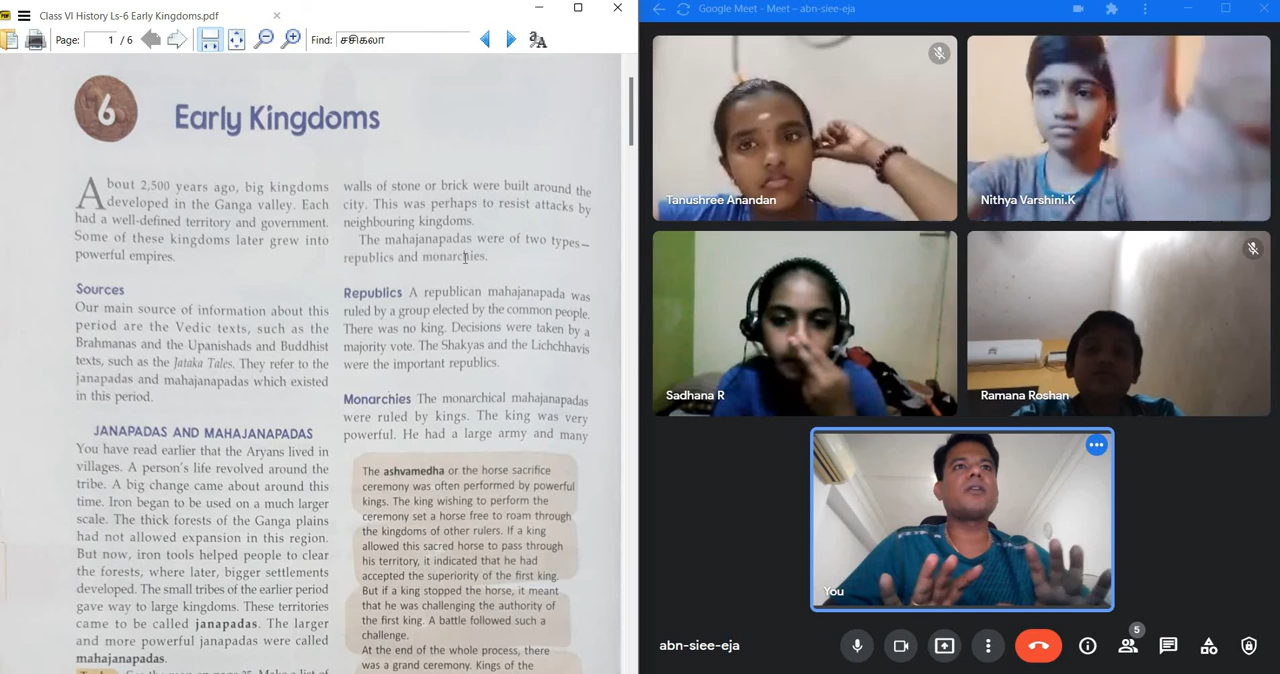 Class VI History Ls-6 Early Kingdoms.pdf
Page:
1
/ 6
Find:
6
Early Kingdoms
About 2,500 years ago, big kingdoms
developed in the Ganga valley. Each
had a well-defined territory and government.
Some of these kingdoms later grew into
powerful empires.
Sources
Our main source of information about this
period are the Vedic texts, such as the
Brahmanas and the Upanishads and Buddhist
texts, such as the Jataka Tales. They refer to the
janapadas and mahajanapadas which existed
in this period.
JANAPADAS AND MAHAJANAPADAS
You have read earlier that the Aryans lived in
villages. A person's life revolved around the
tribe. A big change came about around this
time. Iron began to be used on a much larger
scale. The thick forests of the Ganga plains
had not allowed expansion in this region.
But now, iron tools helped people to clear
the forests, where later, bigger settlements
developed. The small tribes of the earlier period
gave way to large kingdoms. These territories
came to be called janapadas. The larger
and more powerful janapadas were called
mahajanapadas.
walls of stone or brick were built around the
city. This was perhaps to resist attacks by
neighbouring kingdoms.
The mahajanapadas were of two types–
republics and monarchies.
Republics A republican mahajanapada was
ruled by a group elected by the common people.
There was no king. Decisions were taken by a
majority vote. The Shakyas and the Lichchhavis
were the important republics.
Monarchies The monarchical mahajanapadas
were ruled by kings. The king was very
powerful. He had a large army and many
The ashvamedha or the horse sacrifice
ceremony was often performed by powerful
kings. The king wishing to perform the
ceremony set a horse free to roam through
the kingdoms of other rulers. If a king
allowed this sacred horse to pass through
his territory, it indicated that he had
accepted the superiority of the first king.
But if a king stopped the horse, it meant
that he was challenging the authority of
the first king. A battle followed such a
challenge.
At the end of the whole process, there
was a grand ceremony. Kings of the
Google Meet - Meet – abn-siee-eja
Tanushree Anandan
Nithya Varshini.K
Sadhana R
Ramana Roshan
You
abn-siee-eja
5